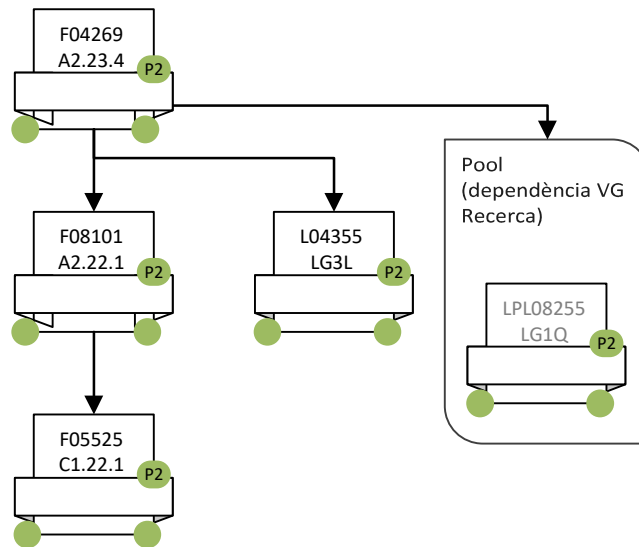 F04269
A2.23.4
P2
Pool
(dependència VG
Recerca)
F08101
A2.22.1
P2
L04355
LG3L
P2
LPL08255
LG1Q
P2
F05525
C1.22.1
P2